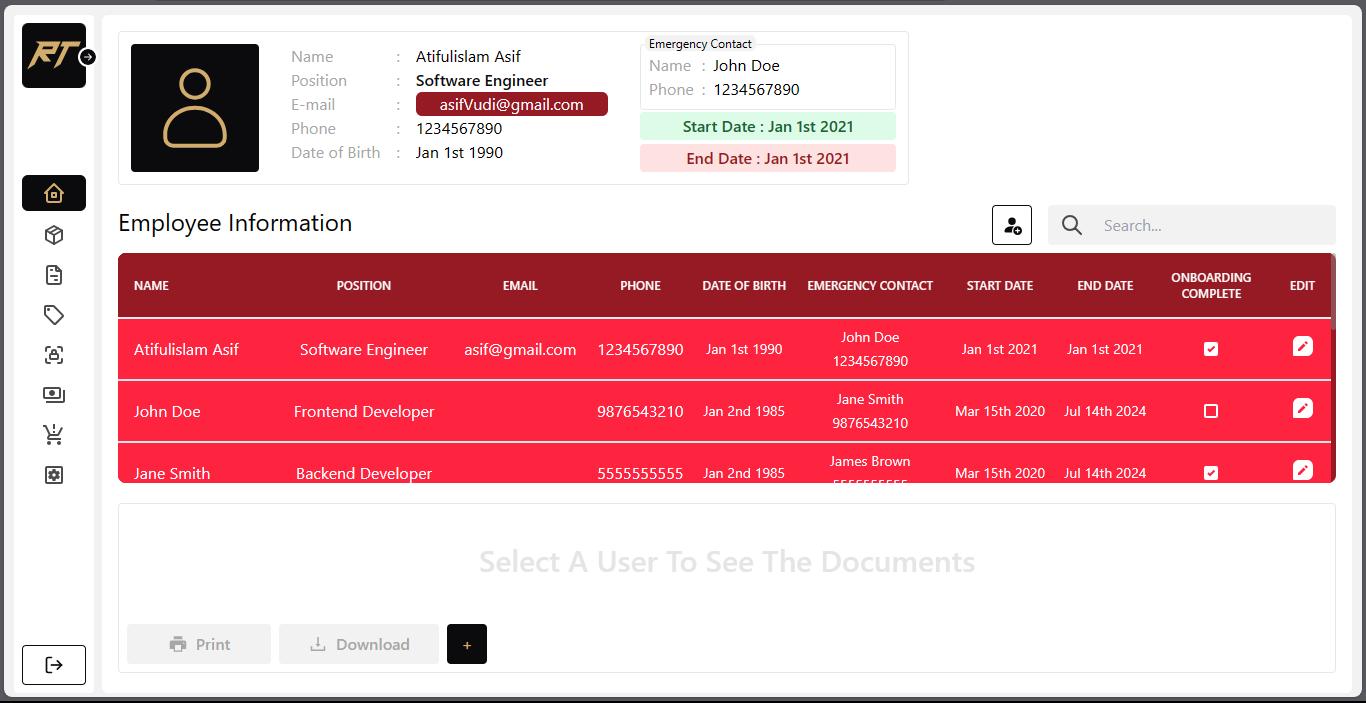 RT
Name : Atifulislam Asif
Position : Software Engineer
E-mail : asifVudi@gmail.com
Phone : 1234567890
Date of Birth : Jan 1st 1990
Emergency Contact
Name : John Doe
Phone : 1234567890
Start Date : Jan 1st 2021
End Date : Jan 1st 2021
Employee Information
Search...
NAME POSITION EMAIL PHONE DATE OF BIRTH EMERGENCY CONTACT START DATE END DATE ONBOARDING COMPLETE EDIT
Atifulislam Asif Software Engineer asif@gmail.com 1234567890 Jan 1st 1990 John Doe 1234567890 Jan 1st 2021 Jan 1st 2021
John Doe Frontend Developer 9876543210 Jan 2nd 1985 Jane Smith 9876543210 Mar 15th 2020 Jul 14th 2024
Jane Smith Backend Developer 5555555555 Jan 2nd 1985 James Brown Mar 15th 2020 Jul 14th 2024
Select A User To See The Documents
Print Download +